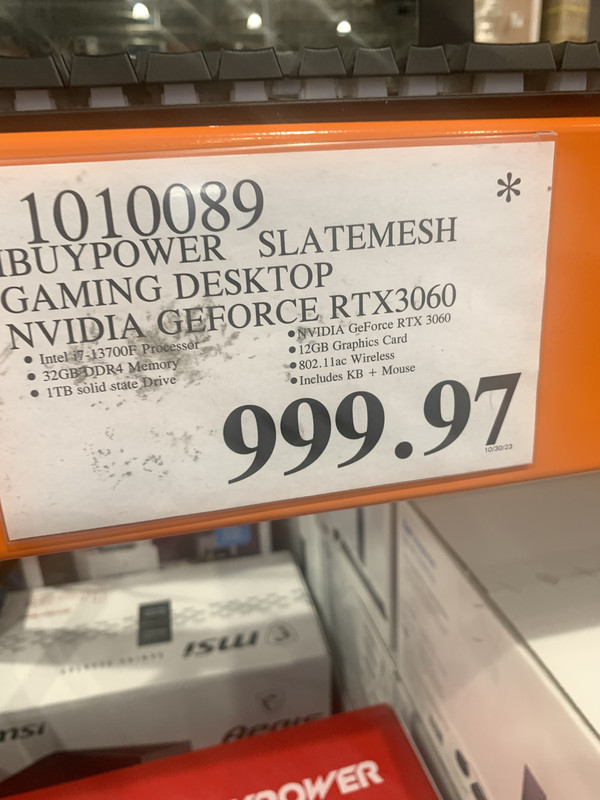 1010089
*
IBUYPOWER SLATEMESH
GAMING DESKTOP
NVIDIA GEFORCE RTX3060
• Intel i7-13700F Processor
• 32GB DDR4 Memory
• 1TB solid state Drive
• NVIDIA GeForce RTX 3060
• 12GB Graphics Card
• 802.11ac Wireless
• Includes KB + Mouse
999.97
10/30/23
msi
msi
POWER